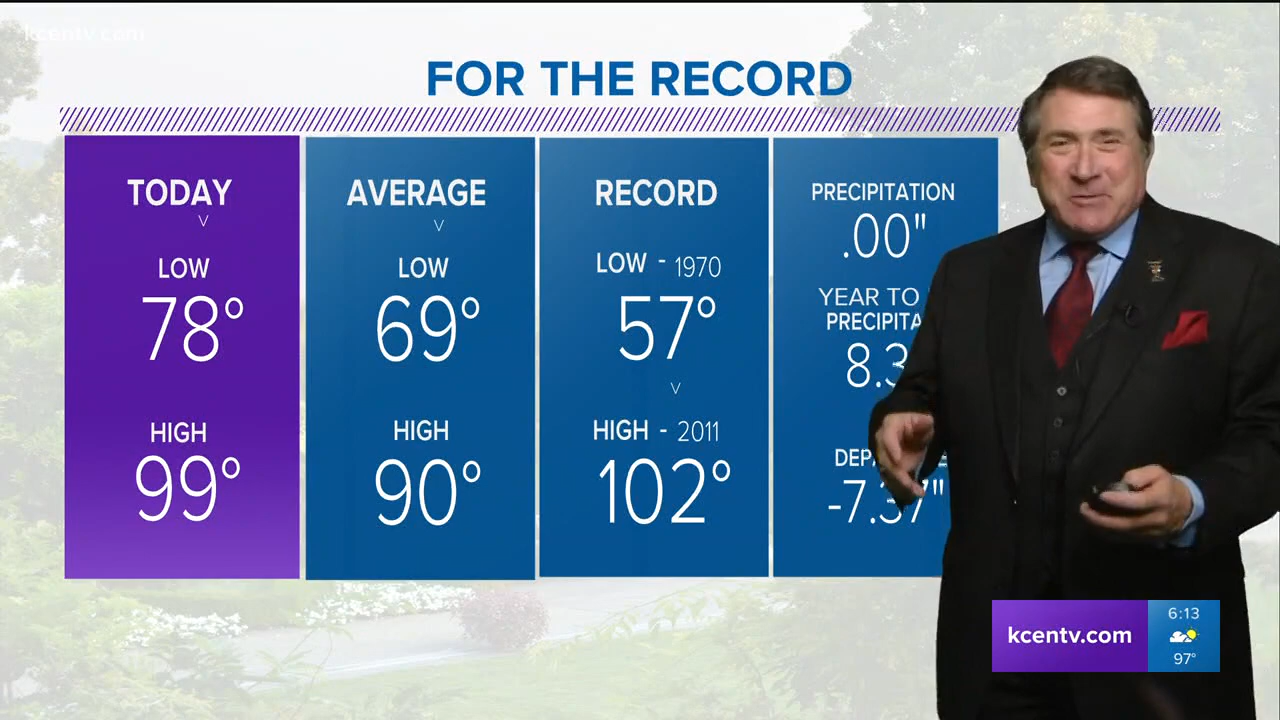 kcentv.com
FOR THE RECORD
TODAY
LOW
78°
HIGH
99°
AVERAGE
LOW
69°
HIGH
90°
RECORD
LOW - 1970
57°
HIGH - 2011
102°
PRECIPITATION
.00"
YEAR TO
PRECIPITA
8.3
DEPA
-7.37"
kcentv.com
6:13
97°